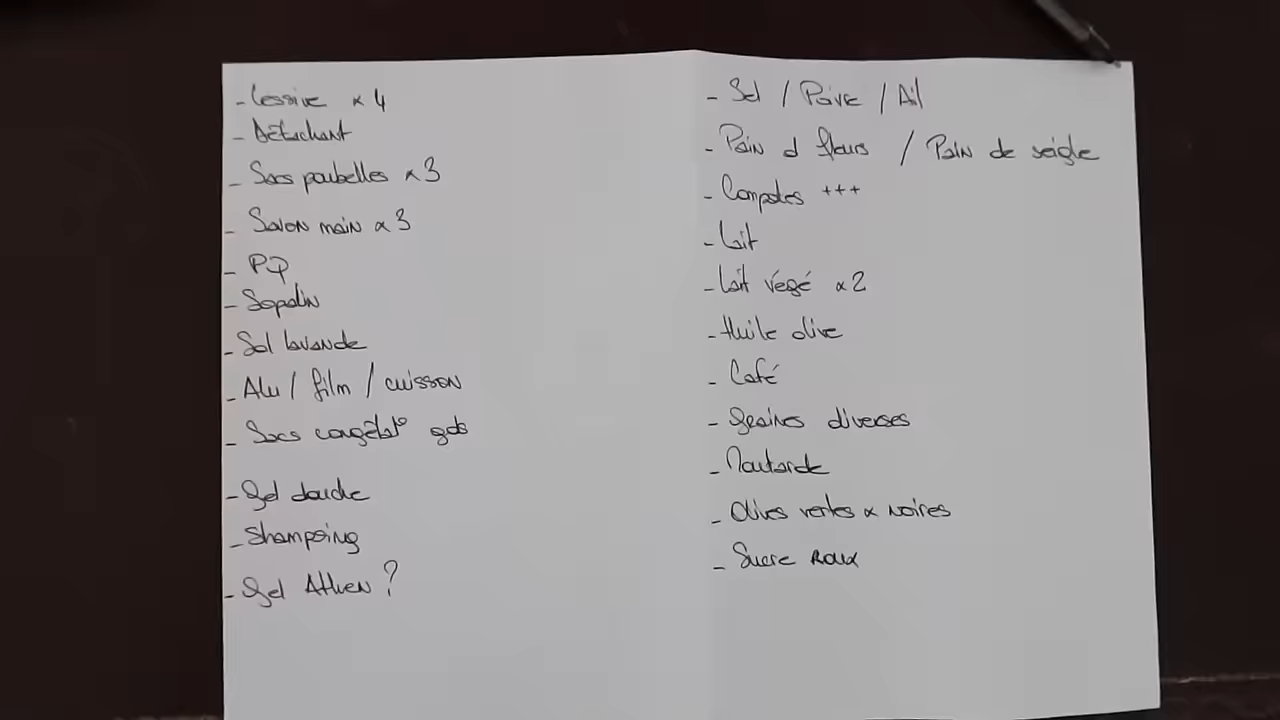 - Lessive x 4
- Détachant
- Sacs poubelles x 3
- Savon main x 3
- PQ
- Sopalin
- Sol lavande
- Alu / film / cuisson
- Sacs congélat° gds
- Gel douche
- Shampoing
- Gel ?
- Sel / Poivre / Ail
- Pain d fleurs / Pain de seigle
- Compotes +++
- Lait
- Lait végé x 2
- Huile olive
- Café
- Graines diverses
- Moutarde
- Olives vertes x noires
- Sucre Roux